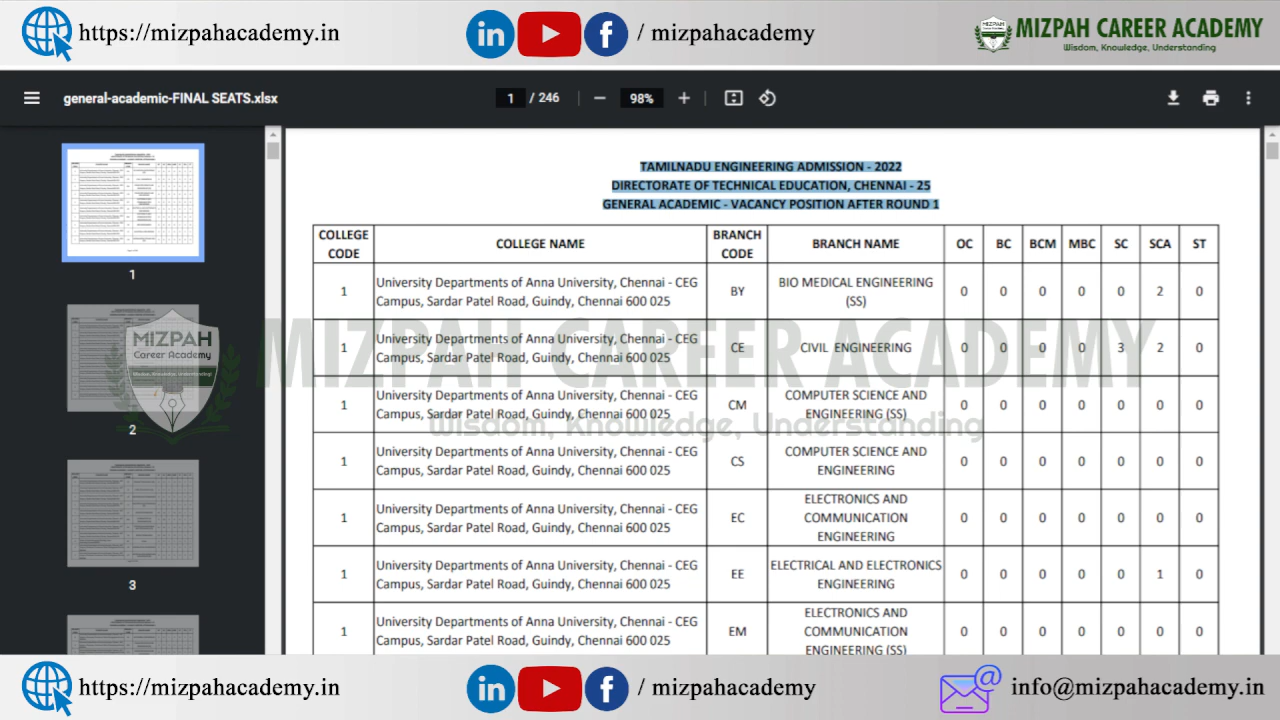 https://mizpahacademy.in
in f / mizpahacademy
MIZPAH CAREER ACADEMY
Wisdom, Knowledge, Understanding
general-academic-FINAL SEATS.xlsx
1 / 246
98%
1
2
3
TAMILNADU ENGINEERING ADMISSION - 2022
DIRECTORATE OF TECHNICAL EDUCATION, CHENNAI - 25
GENERAL ACADEMIC - VACANCY POSITION AFTER ROUND 1
COLLEGE CODE COLLEGE NAME BRANCH CODE BRANCH NAME OC BC BCM MBC SC SCA ST
1 University Departments of Anna University, Chennai - CEG BY BIO MEDICAL ENGINEERING 0 0 0 0 0 2 0
Campus, Sardar Patel Road, Guindy, Chennai 600 025 (SS)
1 University Departments of Anna University, Chennai - CEG CE CIVIL ENGINEERING 0 0 0 0 3 2 0
Campus, Sardar Patel Road, Guindy, Chennai 600 025
1 University Departments of Anna University, Chennai - CEG CM COMPUTER SCIENCE AND 0 0 0 0 0 0 0
Campus, Sardar Patel Road, Guindy, Chennai 600 025 ENGINEERING (SS)
1 University Departments of Anna University, Chennai - CEG CS COMPUTER SCIENCE AND 0 0 0 0 0 0 0
Campus, Sardar Patel Road, Guindy, Chennai 600 025 ENGINEERING
1 University Departments of Anna University, Chennai - CEG EC ELECTRONICS AND 0 0 0 0 0 0 0
Campus, Sardar Patel Road, Guindy, Chennai 600 025 COMMUNICATION
ENGINEERING
1 University Departments of Anna University, Chennai - CEG EE ELECTRICAL AND ELECTRONICS 0 0 0 0 0 1 0
Campus, Sardar Patel Road, Guindy, Chennai 600 025 ENGINEERING
1 University Departments of Anna University, Chennai - CEG EM ELECTRONICS AND 0 0 0 0 0 0 0
Campus, Sardar Patel Road, Guindy, Chennai 600 025 COMMUNICATION
ENGINEERING (SS)
MIZPAH
Career Academy
Wisdom, Knowledge, Understanding
MIZPAH CAREER ACADEMY
Wisdom, Knowledge, Understanding
https://mizpahacademy.in
in f / mizpahacademy
info@mizpahacademy.in